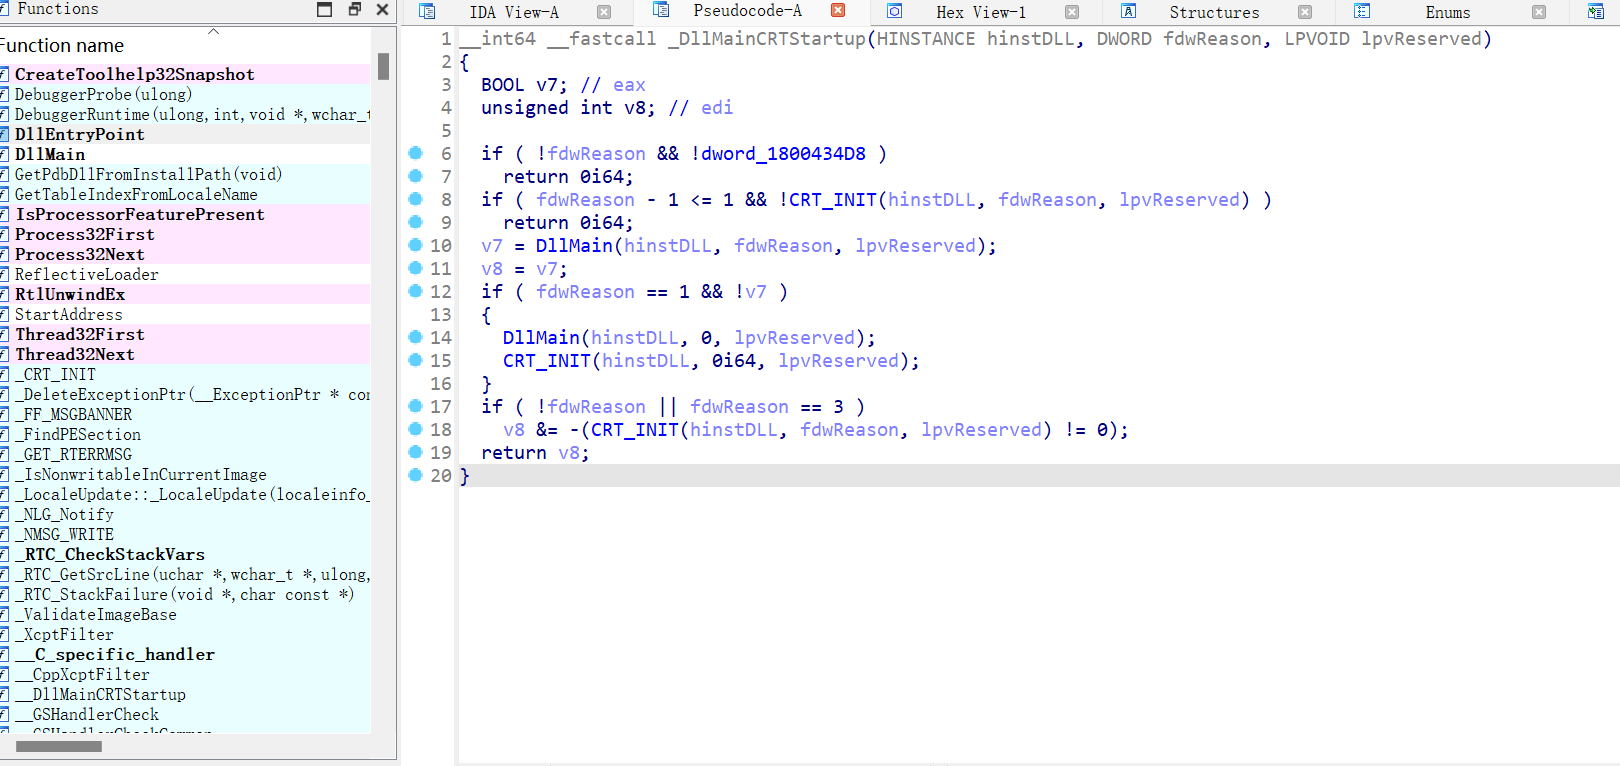 Functions
Function name
CreateToolhelp32Snapshot
DebuggerProbe(ulong)
DebuggerRuntime(ulong,int,void *,wchar_t
DllEntryPoint
DllMain
GetPdbDllFromInstallPath(void)
GetTableIndexFromLocaleName
IsProcessorFeaturePresent
Process32First
Process32Next
ReflectiveLoader
RtlUnwindEx
StartAddress
Thread32First
Thread32Next
_CRT_INIT
_DeleteExceptionPtr(__ExceptionPtr * con
_FF_MSGBANNER
_FindPESection
_GET_RTERRMSG
_IsNonwritableInCurrentImage
_LocaleUpdate::_LocaleUpdate(localeinfo_
_NLG_Notify
_NMSG_WRITE
_RTC_CheckStackVars
_RTC_GetSrcLine(uchar *,wchar_t *,ulong,
_RTC_StackFailure(void *,char const *)
_ValidateImageBase
_XcptFilter
__C_specific_handler
__CppXcptFilter
__DllMainCRTStartup
__GSHandlerCheck
IDA View-A
Pseudocode-A
Hex View-1
Structures
Enums
1 __int64 __fastcall _DllMainCRTStartup(HINSTANCE hinstDLL, DWORD fdwReason, LPVOID lpvReserved)
2 {
3 BOOL v7; // eax
4 unsigned int v8; // edi
5
6 if ( !fdwReason && !dword_1800434D8 )
7 return 0i64;
8 if ( fdwReason - 1 <= 1 && !CRT_INIT(hinstDLL, fdwReason, lpvReserved) )
9 return 0i64;
10 v7 = DllMain(hinstDLL, fdwReason, lpvReserved);
11 v8 = v7;
12 if ( fdwReason == 1 && !v7 )
13 {
14 DllMain(hinstDLL, 0, lpvReserved);
15 CRT_INIT(hinstDLL, 0i64, lpvReserved);
16 }
17 if ( !fdwReason || fdwReason == 3 )
18 v8 &= -(CRT_INIT(hinstDLL, fdwReason, lpvReserved) != 0);
19 return v8;
20 }